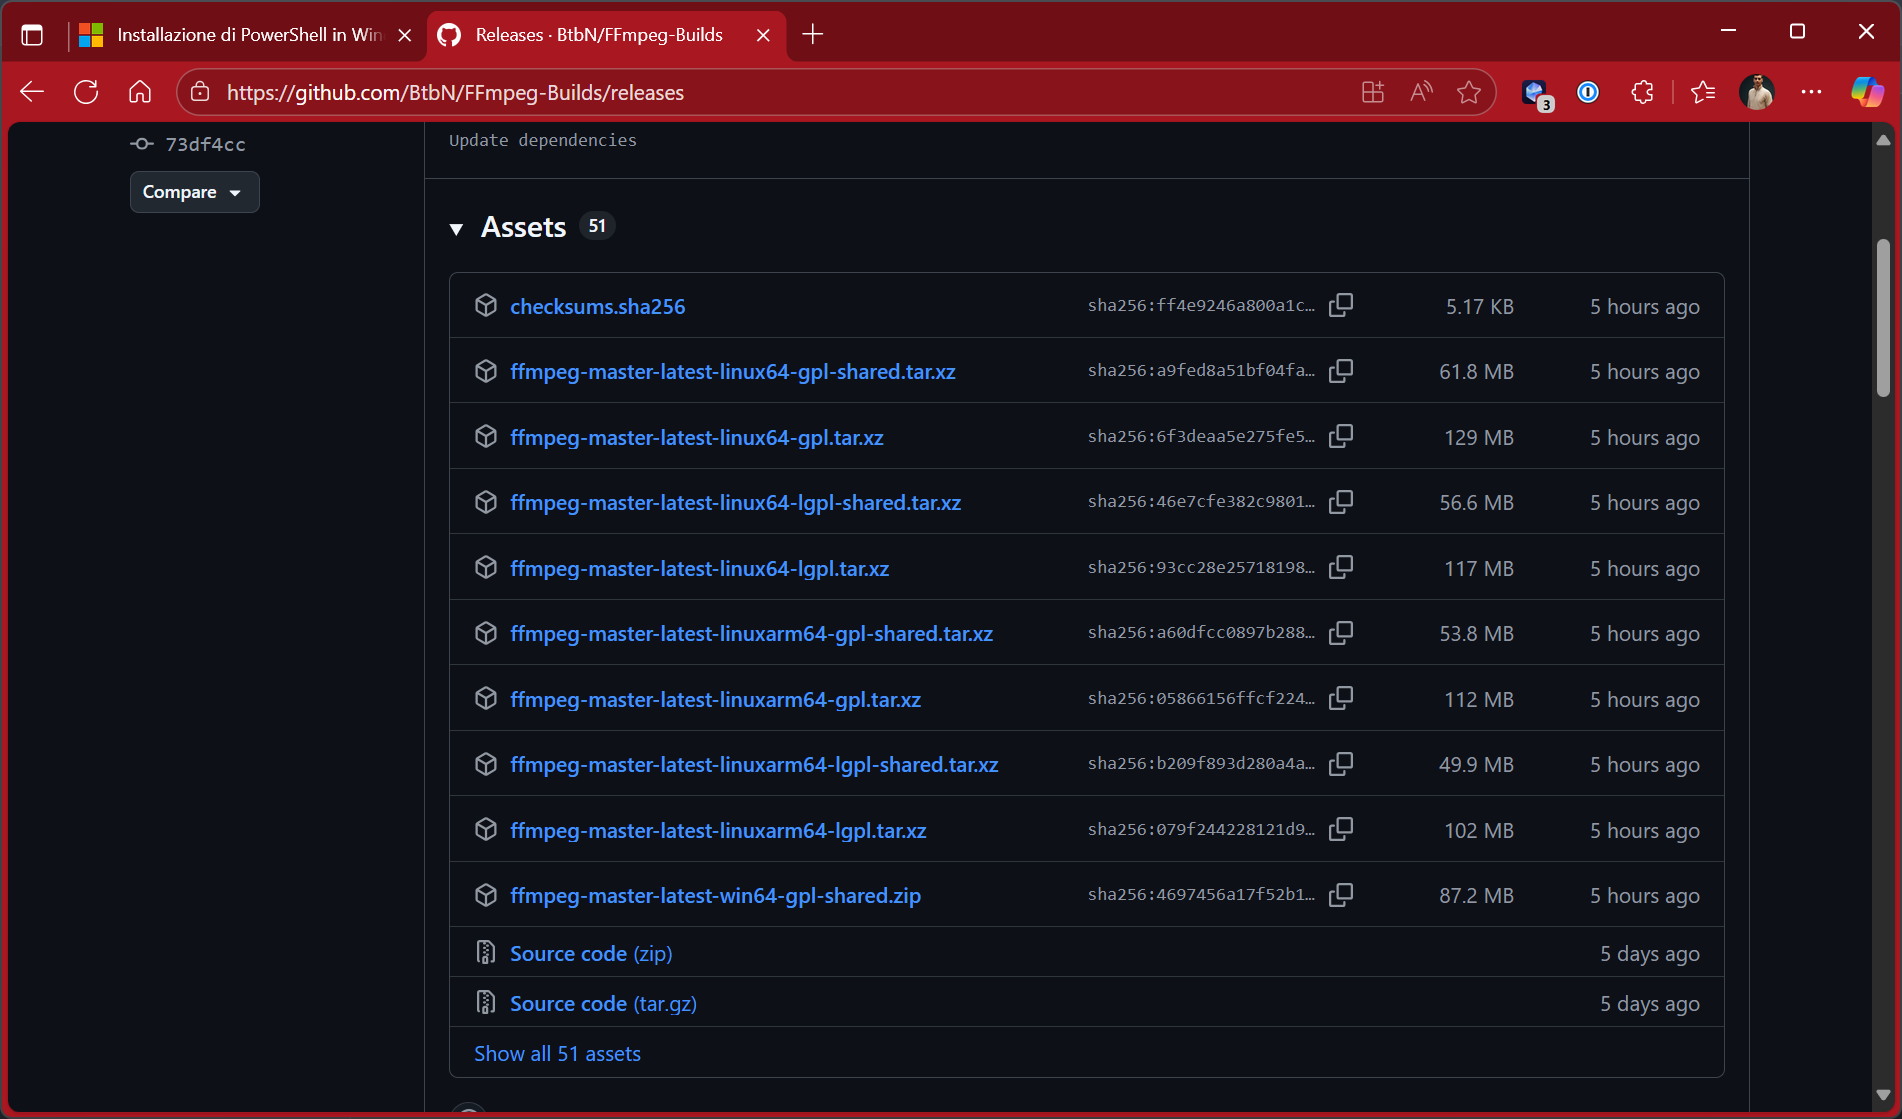 Installazione di PowerShell in Win
Releases · BtbN/FFmpeg-Builds
https://github.com/BtbN/FFmpeg-Builds/releases
3
73df4cc
Compare
Update dependencies
Assets 51
checksums.sha256 sha256:ff4e9246a800a1c… 5.17 KB 5 hours ago
ffmpeg-master-latest-linux64-gpl-shared.tar.xz sha256:a9fed8a51bf04fa… 61.8 MB 5 hours ago
ffmpeg-master-latest-linux64-gpl.tar.xz sha256:6f3deaa5e275fe5… 129 MB 5 hours ago
ffmpeg-master-latest-linux64-lgpl-shared.tar.xz sha256:46e7cfe382c9801… 56.6 MB 5 hours ago
ffmpeg-master-latest-linux64-lgpl.tar.xz sha256:93cc28e25718198… 117 MB 5 hours ago
ffmpeg-master-latest-linuxarm64-gpl-shared.tar.xz sha256:a60dfcc0897b288… 53.8 MB 5 hours ago
ffmpeg-master-latest-linuxarm64-gpl.tar.xz sha256:05866156ffcf224… 112 MB 5 hours ago
ffmpeg-master-latest-linuxarm64-lgpl-shared.tar.xz sha256:b209f893d280a4a… 49.9 MB 5 hours ago
ffmpeg-master-latest-linuxarm64-lgpl.tar.xz sha256:079f244228121d9… 102 MB 5 hours ago
ffmpeg-master-latest-win64-gpl-shared.zip sha256:4697456a17f52b1… 87.2 MB 5 hours ago
Source code (zip) 5 days ago
Source code (tar.gz) 5 days ago
Show all 51 assets